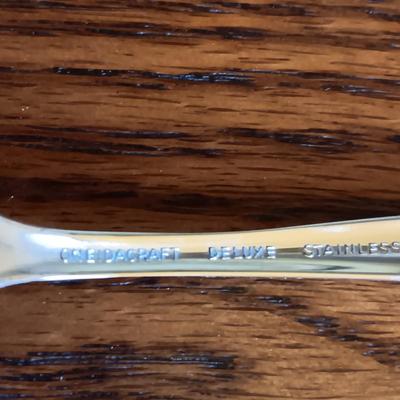 ONEIDACRAFT DELUXE STAINLESS